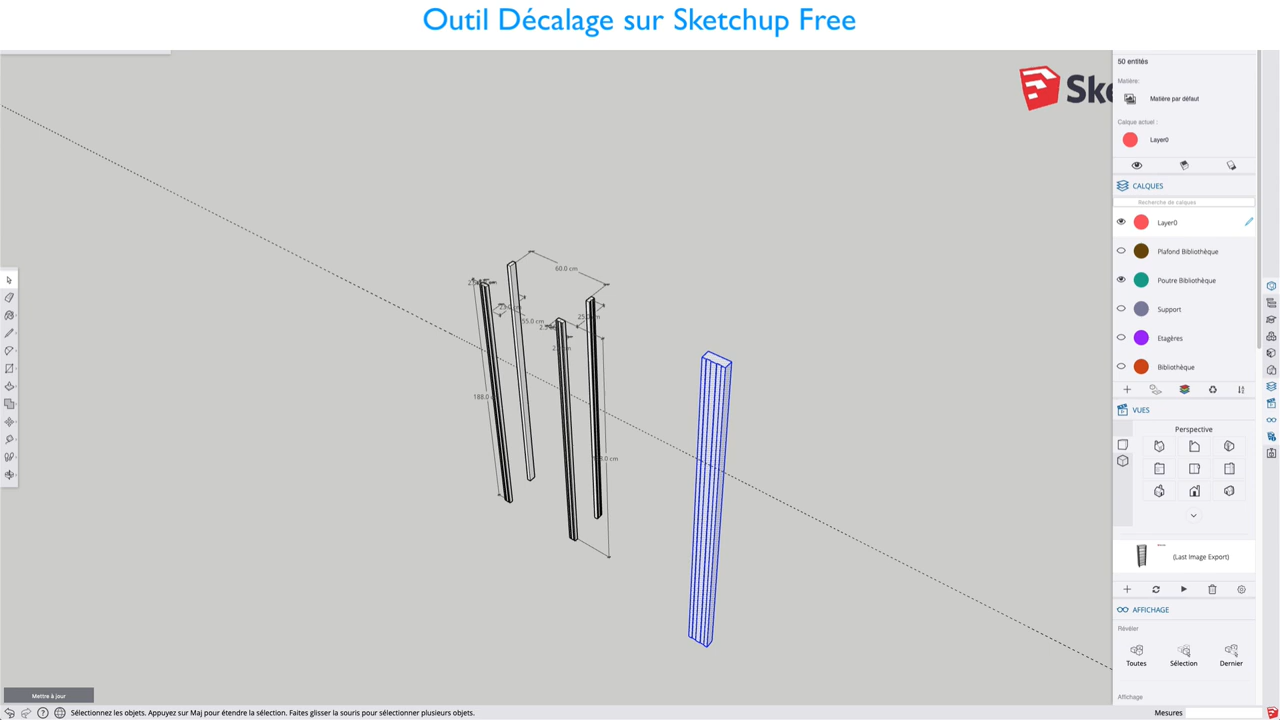 Outil Décalage sur Sketchup Free
50 entités
Matière:
Matière par défaut
Calque actuel :
Layer0
CALQUES
Recherche de calques
Layer0
Plafond Bibliothèque
Poutre Bibliothèque
Support
Etagères
Bibliothèque
VUES
Perspective
(Last Image Export)
AFFICHAGE
Révéler
Toutes
Sélection
Dernier
Affichage
60.0 cm
55.0 cm
188.0
Ske
Mettre à jour
Sélectionnez les objets. Appuyez sur Maj pour étendre la sélection. Faites glisser la souris pour sélectionner plusieurs objets.
Mesures